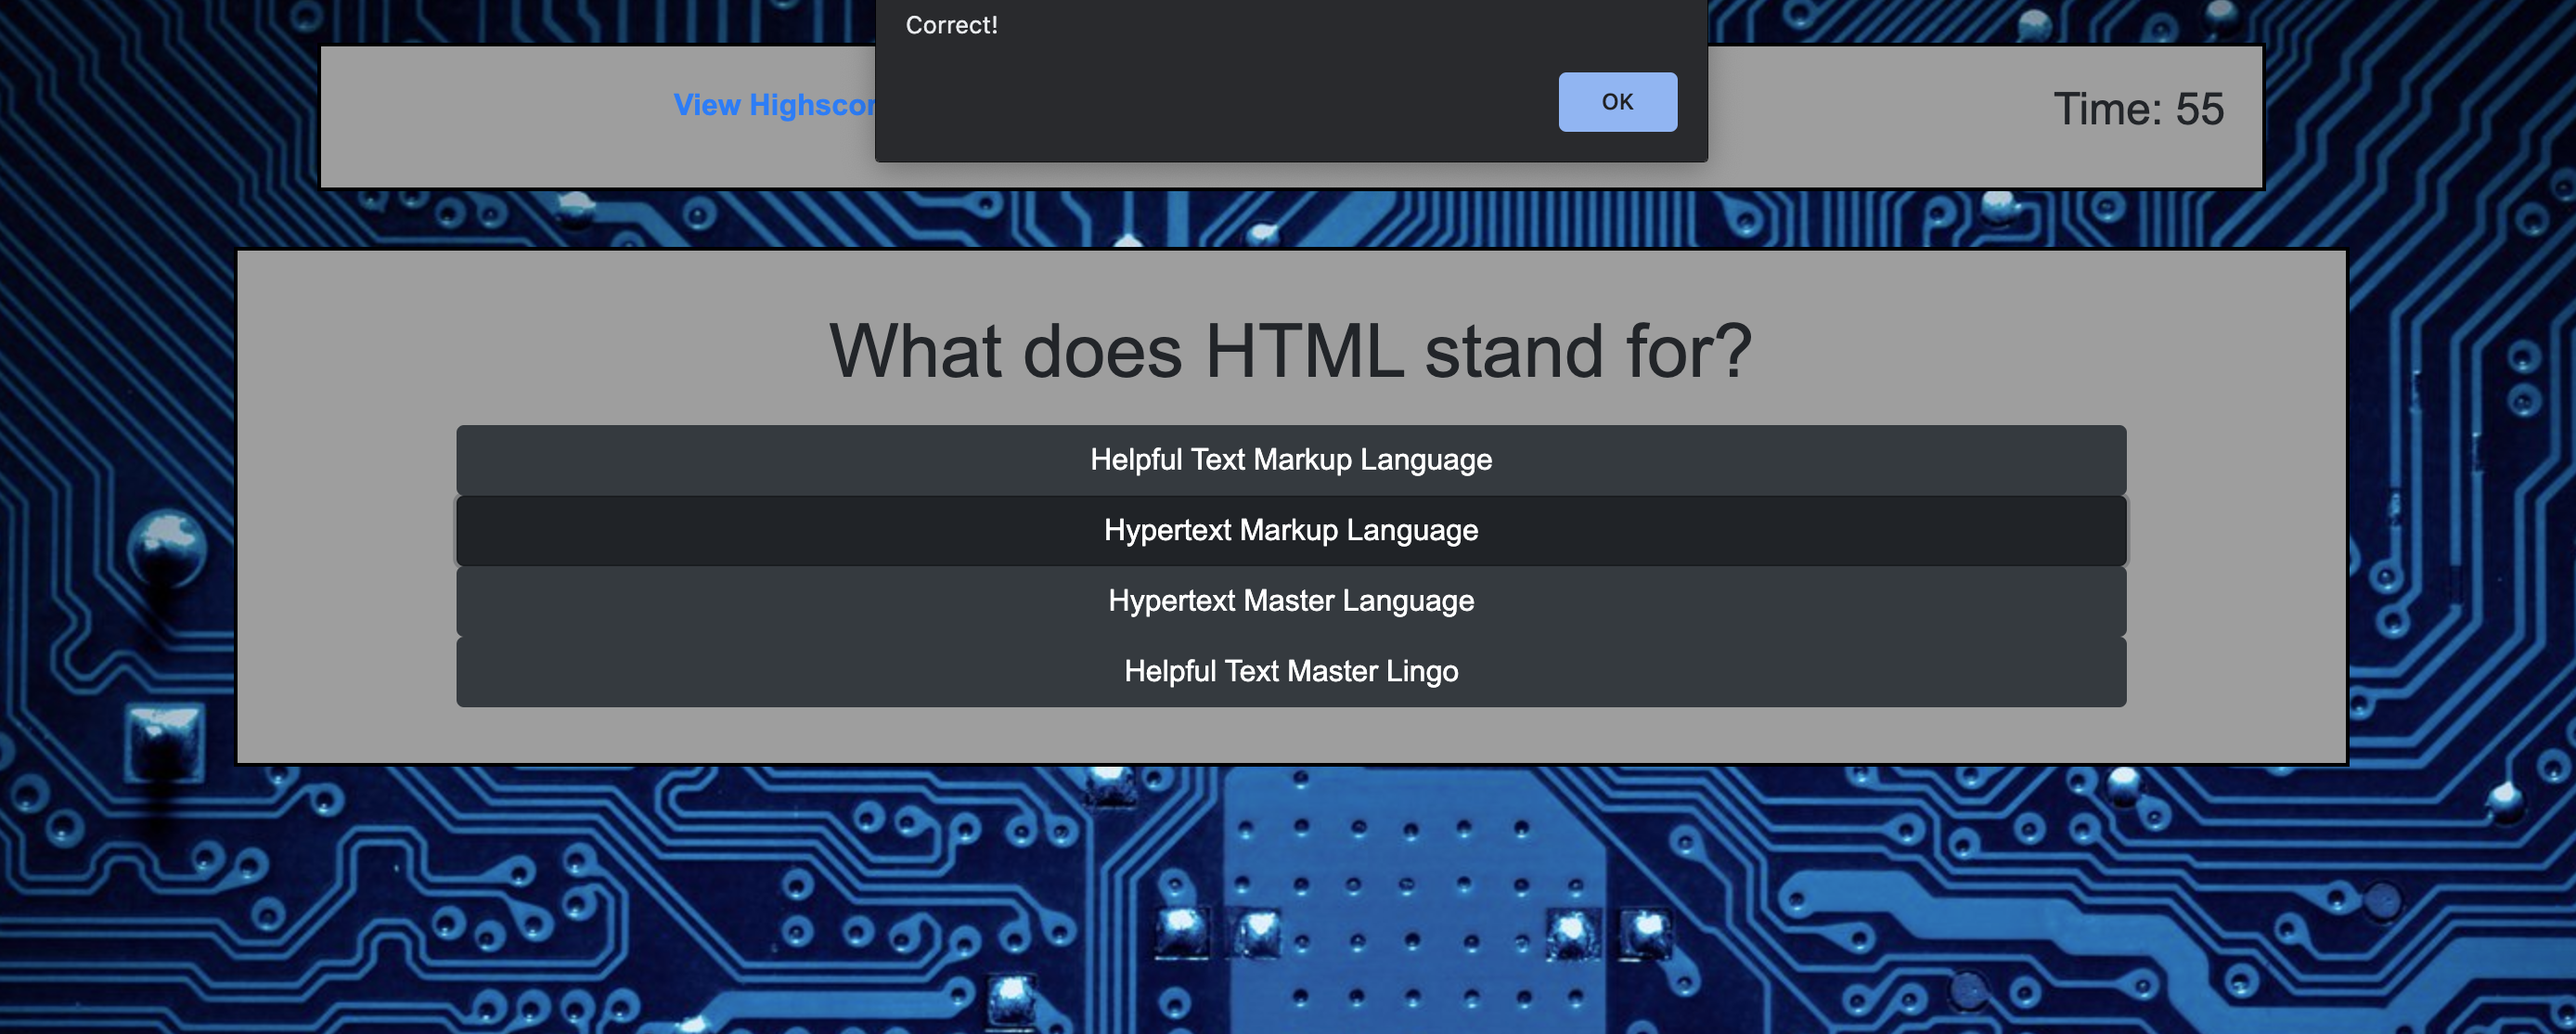 Correct!
OK
View Highscor
Time: 55
What does HTML stand for?
Helpful Text Markup Language
Hypertext Markup Language
Hypertext Master Language
Helpful Text Master Lingo